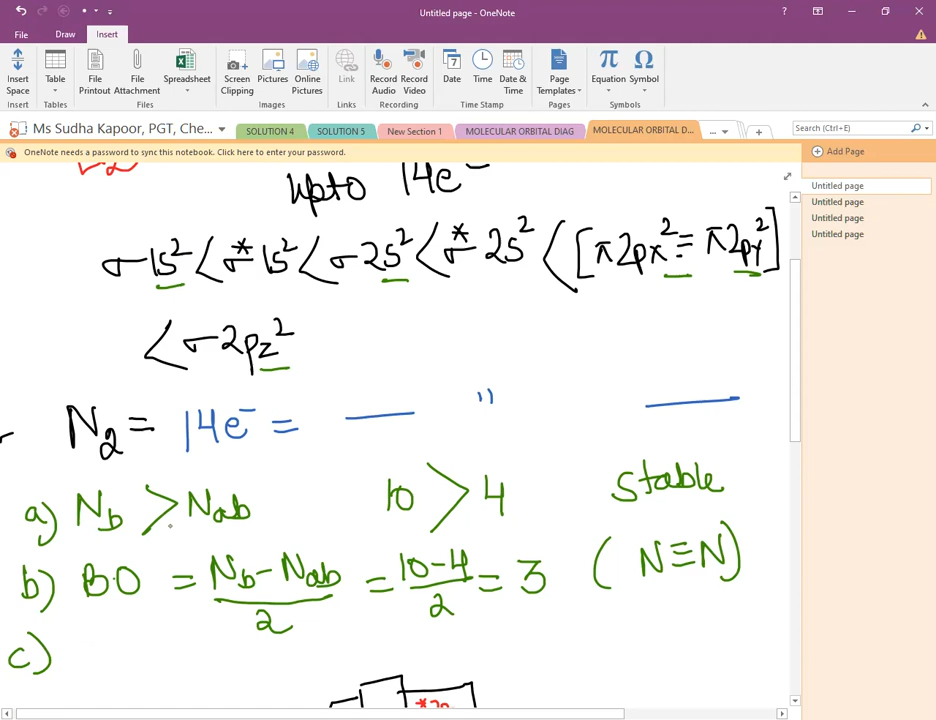 Untitled page - OneNote
File Draw Insert
Insert Space Table File Printout File Attachment Spreadsheet Screen Clipping Pictures Online Pictures Link Record Audio Record Video Date Time Date & Time Page Templates Equation Symbol
Insert Tables Files Images Links Recording Time Stamp Pages Symbols
Ms Sudha Kapoor, PGT, Che... SOLUTION 4 SOLUTION 5 New Section 1 MOLECULAR ORBITAL DIAG MOLECULAR ORBITAL D... ... Search (Ctrl+E)
OneNote needs a password to sync this notebook. Click here to enter your password.
Add Page
Untitled page
Untitled page
Untitled page
Untitled page
upto 14e⁻
σ1s² < σ*1s² < σ2s² < σ*2s² < [π2px² = π2py²]
< σ2pz²
N₂ = 14e⁻ = — " —
a) Nb > Nab 10 > 4 stable
b) B·O = Nb - Nab / 2 = 10-4 / 2 = 3 (N≡N)
c)